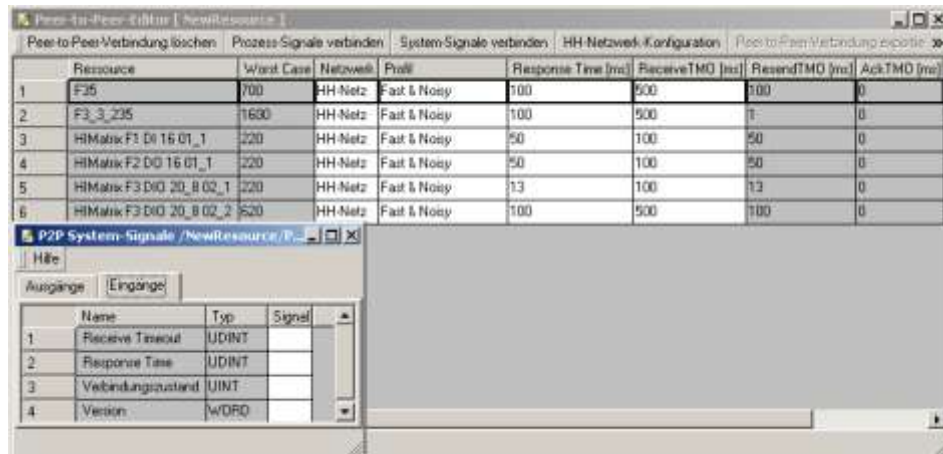 Peer-to-Peer-Editor [ NewResource ]
Peer-to-Peer-Verbindung löschen Prozess-Signale verbinden System-Signale verbinden HH-Netzwerk-Konfiguration Peer-to-Peer-Verbindung exportie »
Ressource Worst Case Netzwerk Profil Response Time [ms] ReceiveTMO [ms] ResendTMO [ms] AckTMO [ms]
1 F35 700 HH-Netz Fast & Noisy 100 500 100 0
2 F3_3_235 HH-Netz Fast & Noisy 100 500 1 0
3 HIMatrix F1 DI 16 01_1 220 HH-Netz Fast & Noisy 50 100 50 0
4 HIMatrix F2 DO 16 01_1 220 HH-Netz Fast & Noisy 50 100 50 0
5 HIMatrix F3 DIO 20_8 02_1 220 HH-Netz Fast & Noisy 13 100 13 0
6 HIMatrix F3 DIO 20_8 02_2 620 HH-Netz Fast & Noisy 100 500 100 0
P2P System-Signale /NewResource/P...
Hilfe
Ausgänge Eingänge
Name Typ Signal
1 Receive Timeout UDINT
2 Response Time UDINT
3 Verbindungszustand UINT
4 Version WORD